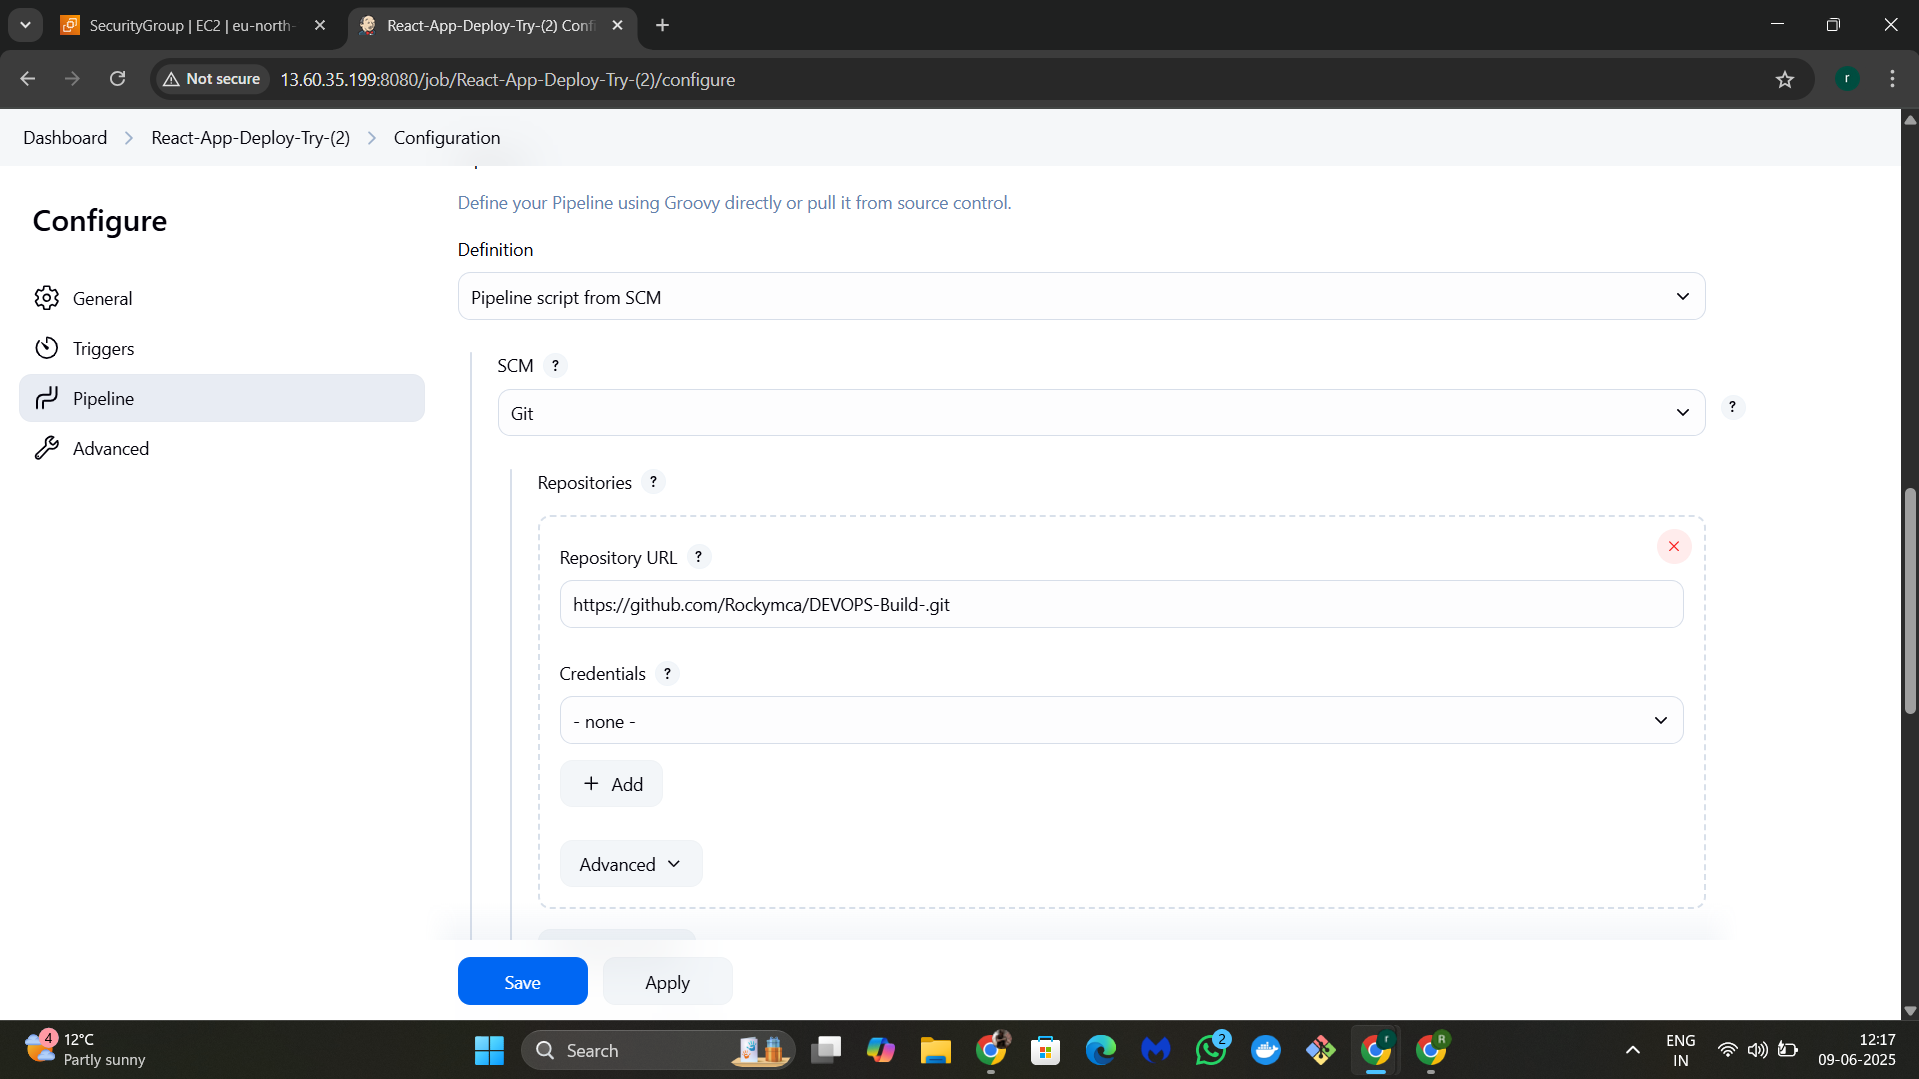 SecurityGroup | EC2 | eu-north-
React-App-Deploy-Try-(2) Confi
Not secure
13.60.35.199:8080/job/React-App-Deploy-Try-(2)/configure
r
Dashboard
React-App-Deploy-Try-(2)
Configuration
Configure
General
Triggers
Pipeline
Advanced
Define your Pipeline using Groovy directly or pull it from source control.
Definition
Pipeline script from SCM
SCM ?
Git
?
Repositories ?
Repository URL ?
https://github.com/Rockymca/DEVOPS-Build-.git
Credentials ?
- none -
+ Add
Advanced
Save
Apply
4
12°C
Partly sunny
Search
2
r
R
ENG
IN
12:17
09-06-2025